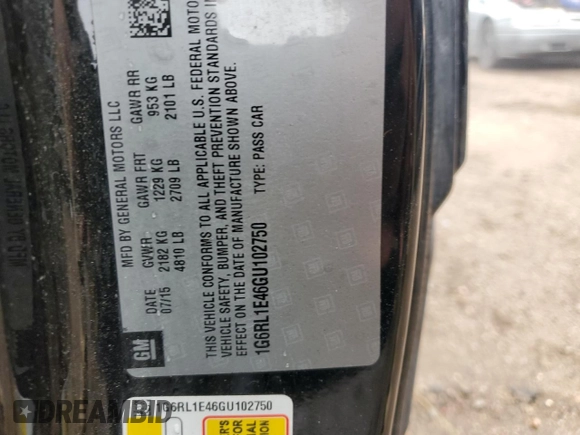 MFD BY GENERAL MOTORS LLC
DATE GVWR GAWR FRT GAWR RR
07/15 2182 KG 1229 KG 953 KG
4810 LB 2709 LB 2101 LB
THIS VEHICLE CONFORMS TO ALL APPLICABLE U.S. FEDERAL MOTOR
VEHICLE SAFETY, BUMPER, AND THEFT PREVENTION STANDARDS IN
EFFECT ON THE DATE OF MANUFACTURE SHOWN ABOVE.
1G6RL1E46GU102750 TYPE: PASS CAR
GM
1G6RL1E46GU102750
DREAMBID